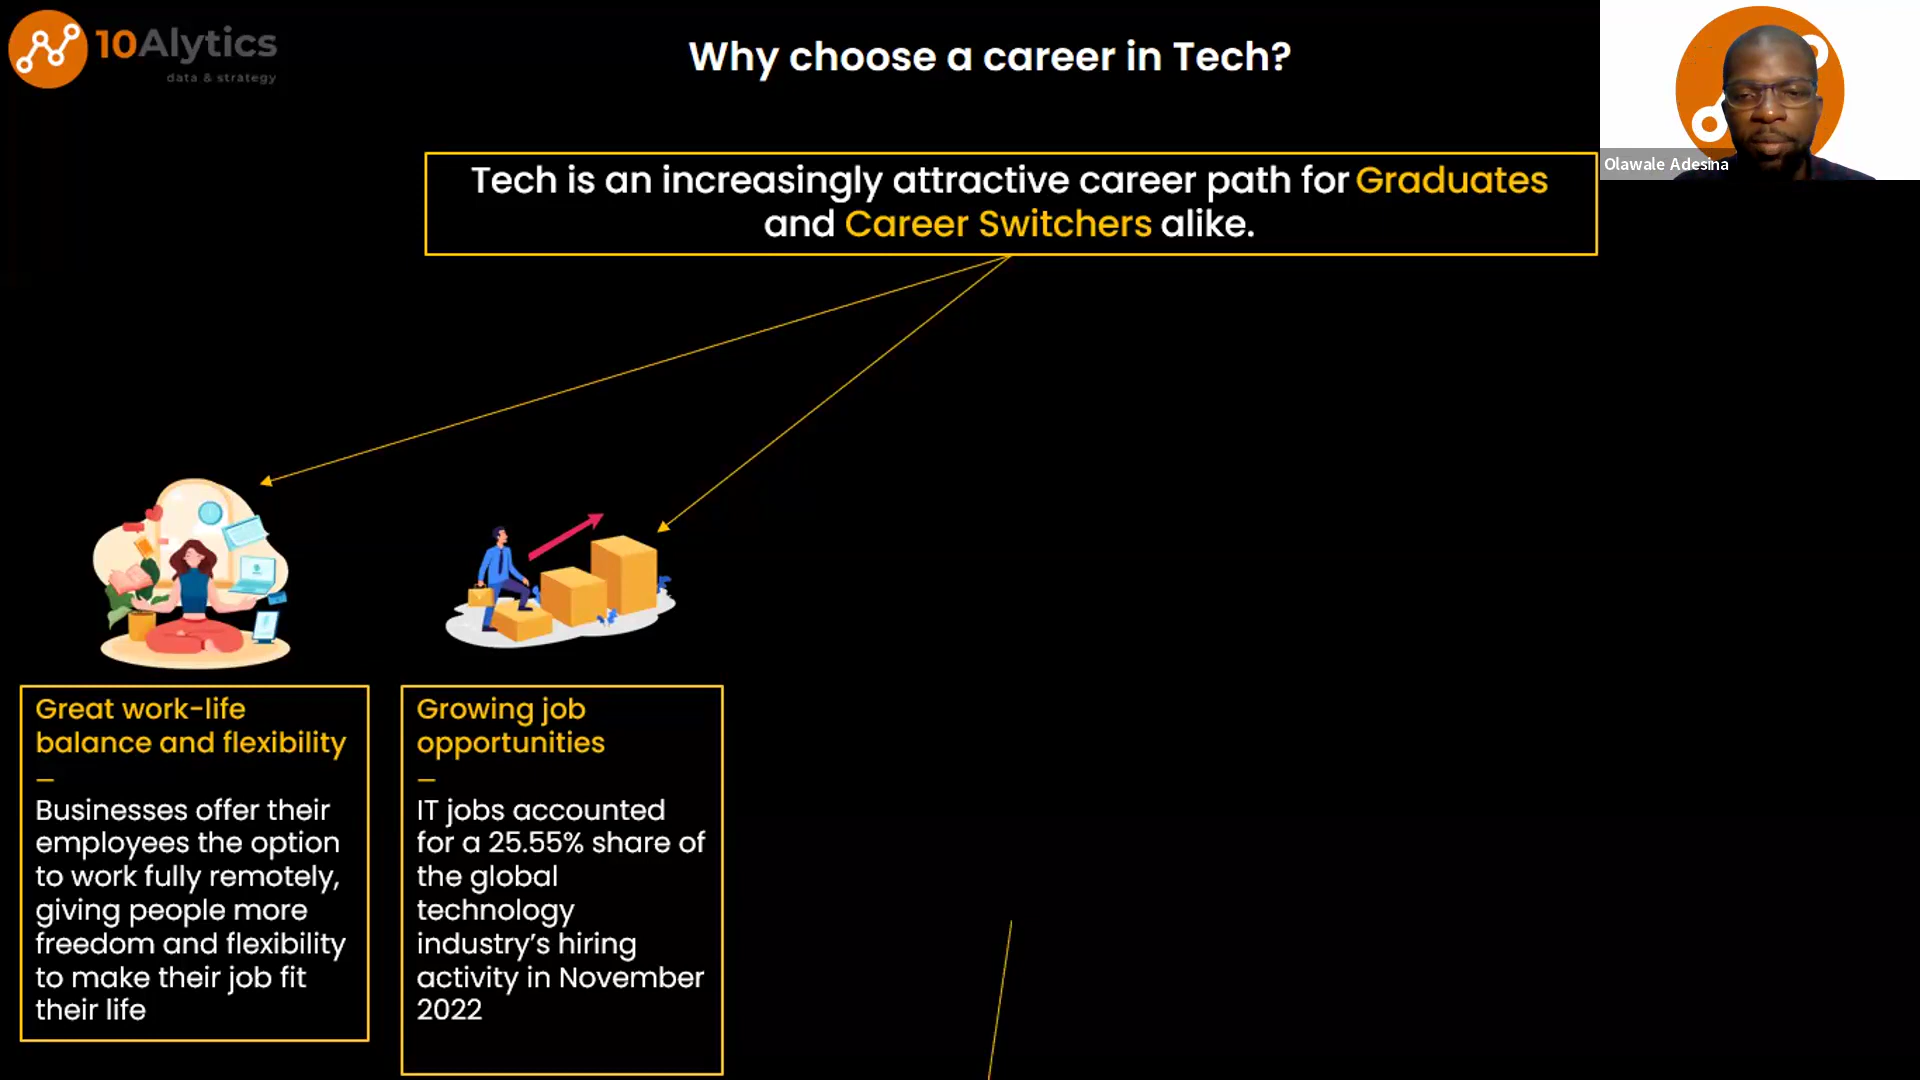 10Alytics
data & strategy
Why choose a career in Tech?
Olawale Adesina
Tech is an increasingly attractive career path for Graduates
and Career Switchers alike.
Great work-life
balance and flexibility
–
Businesses offer their
employees the option
to work fully remotely,
giving people more
freedom and flexibility
to make their job fit
their life
Growing job
opportunities
–
IT jobs accounted
for a 25.55% share of
the global
technology
industry’s hiring
activity in November
2022